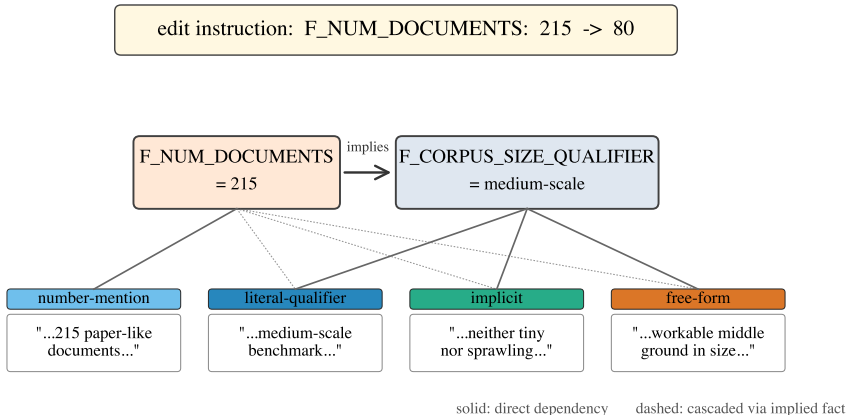 edit instruction: F_NUM_DOCUMENTS: 215 -> 80
F_NUM_DOCUMENTS
= 215
implies
F_CORPUS_SIZE_QUALIFIER
= medium-scale
number-mention
"...215 paper-like
documents..."
literal-qualifier
"...medium-scale
benchmark..."
implicit
"...neither tiny
nor sprawling..."
free-form
"...workable middle
ground in size..."
solid: direct dependency
dashed: cascaded via implied fact